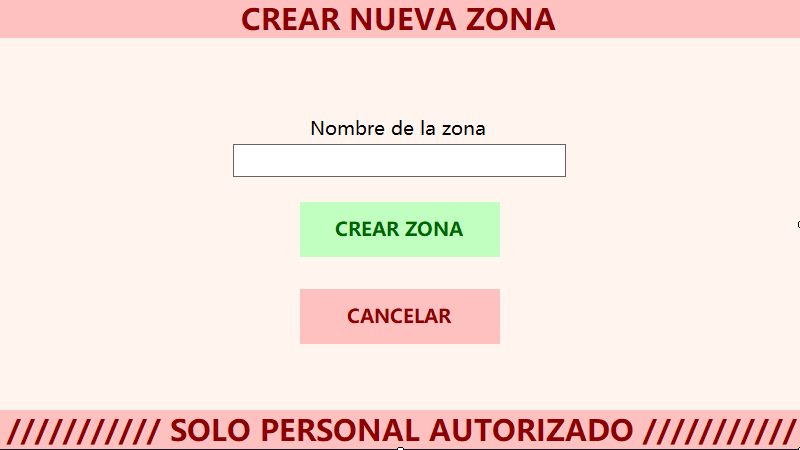 CREAR NUEVA ZONA
Nombre de la zona
CREAR ZONA
CANCELAR
/////////// SOLO PERSONAL AUTORIZADO ///////////